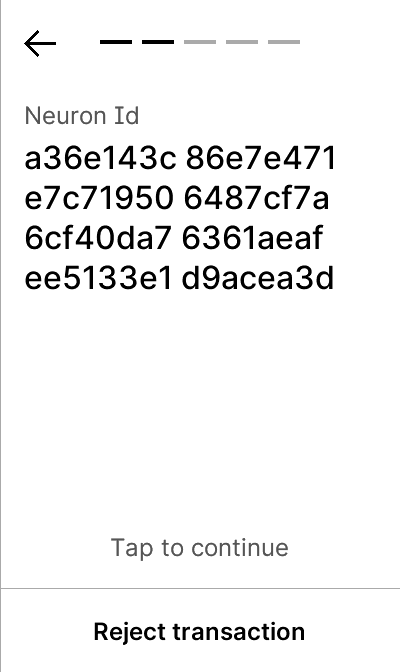 Neuron Id
a36e143c 86e7e471
e7c71950 6487cf7a
6cf40da7 6361aeaf
ee5133e1 d9acea3d
Tap to continue
Reject transaction